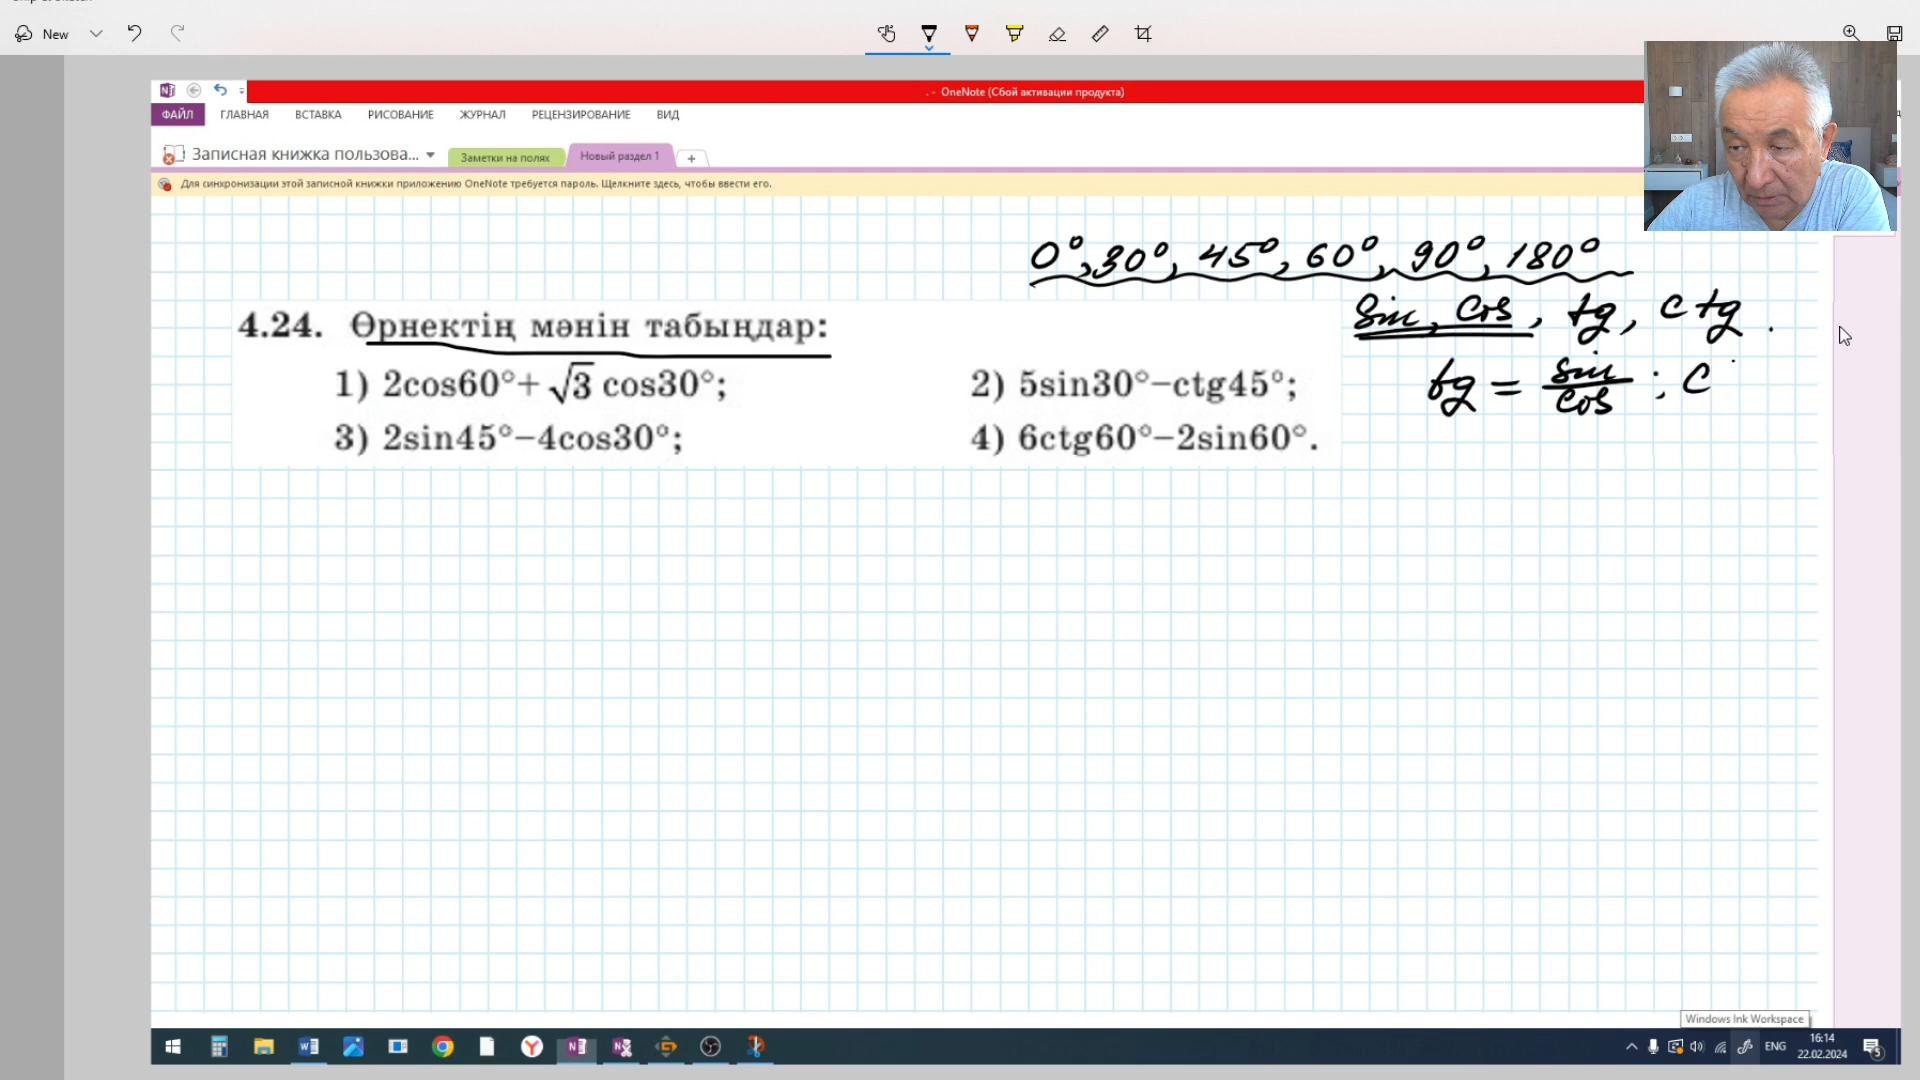 New
. - OneNote (Сбой активации продукта)
ФАЙЛ ГЛАВНАЯ ВСТАВКА РИСОВАНИЕ ЖУРНАЛ РЕЦЕНЗИРОВАНИЕ ВИД
Записная книжка пользова... Заметки на полях Новый раздел 1 +
Для синхронизации этой записной книжки приложению OneNote требуется пароль. Щелкните здесь, чтобы ввести его.
0°, 30°, 45°, 60°, 90°, 180°
sin, cos, tg, ctg.
4.24. Өрнектің мәнін табыңдар:
tg = sin/cos ; c
1) 2cos60°+√3 cos30°; 2) 5sin30°−ctg45°;
3) 2sin45°−4cos30°; 4) 6ctg60°−2sin60°.
Windows Ink Workspace
ENG 16:14
22.02.2024
5